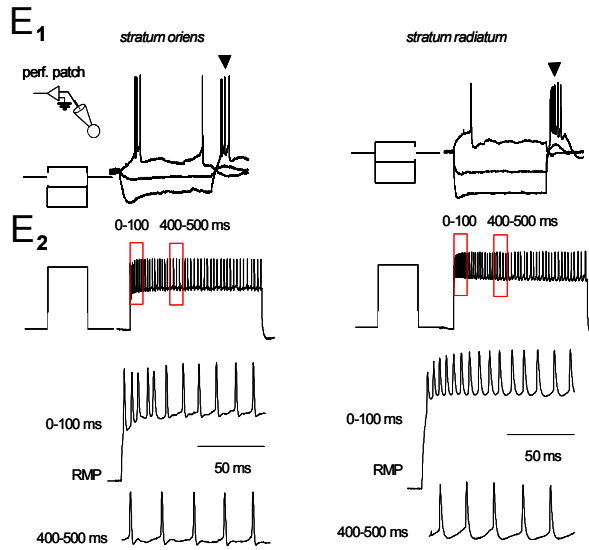 E1
stratum oriens
stratum radiatum
perf. patch
E2
0-100 400-500 ms
0-100 400-500 ms
0-100 ms
50 ms
RMP
400-500 ms
0-100 ms
50 ms
RMP
400-500 ms